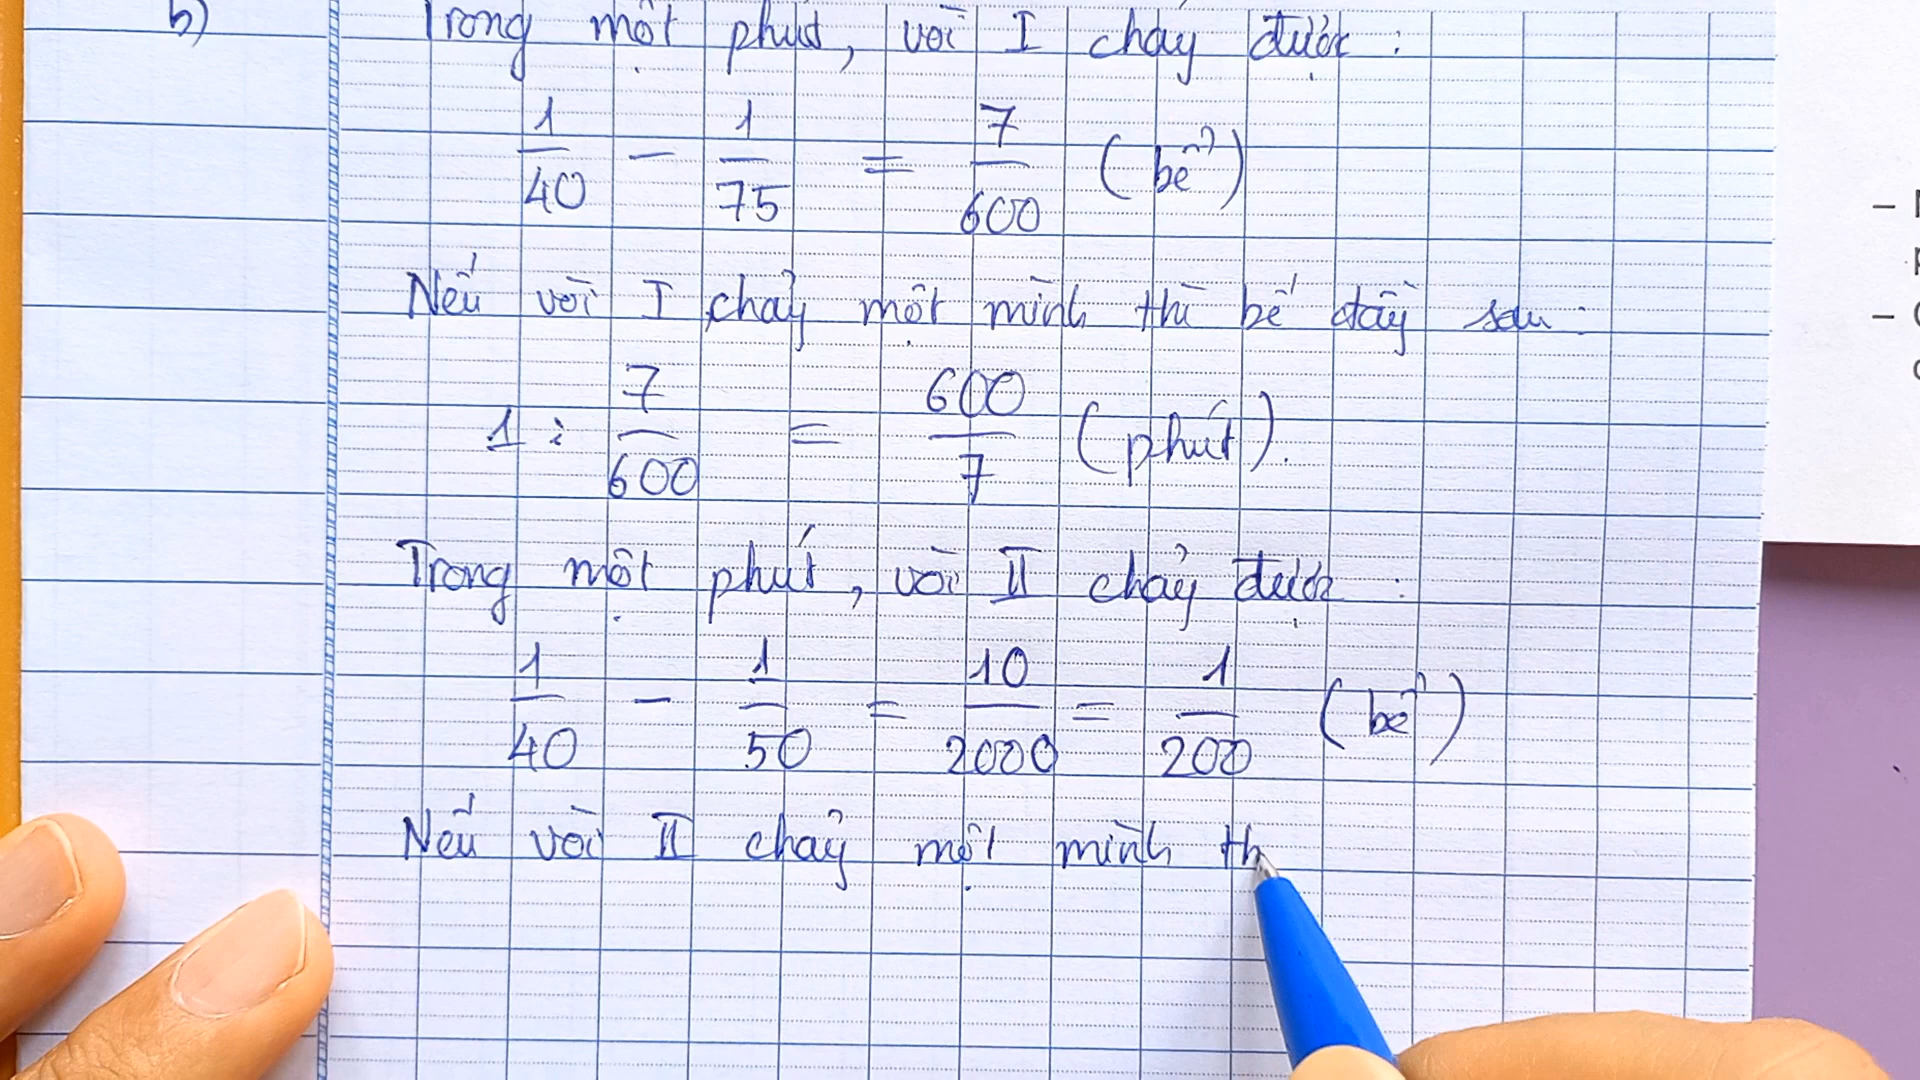 b) Trong một phút, vòi I chảy được:
1/40 - 1/75 = 7/600 (bể)
Nếu vòi I chảy một mình thì bể đầy sau:
1 : 7/600 = 600/7 (phút).
Trong một phút, vòi II chảy được:
1/40 - 1/50 = 10/2000 = 1/200 (bể)
Nếu vòi II chảy một mình th